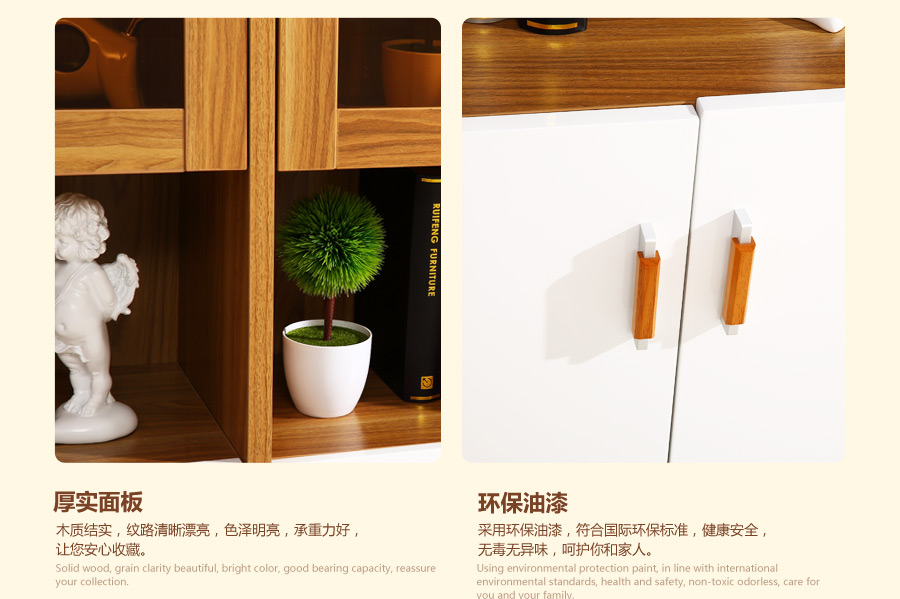 RUIFENG FURNITURE
厚实面板
木质结实，纹路清晰漂亮，色泽明亮，承重力好，
让您安心收藏。
Solid wood, grain clarity beautiful, bright color, good bearing capacity, reassure
your collection.
环保油漆
采用环保油漆，符合国际环保标准，健康安全，
无毒无异味，呵护你和家人。
Using environmental protection paint, in line with international
environmental standards, health and safety, non-toxic odorless, care for
you and your family.